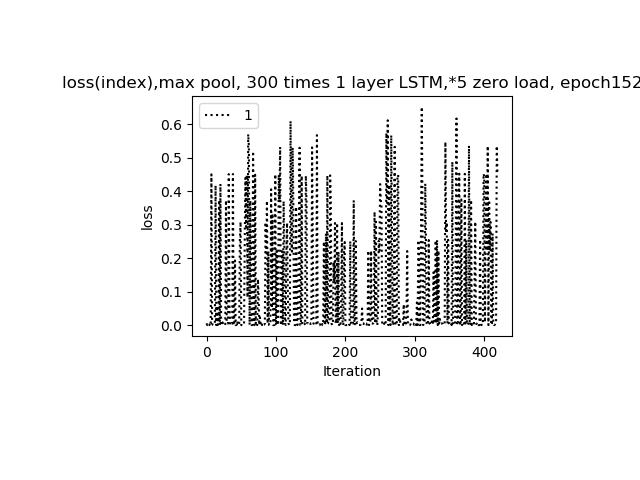 loss(index),max pool, 300 times 1 layer LSTM,*5 zero load, epoch152
1
0.6
0.5
0.4
0.3
0.2
0.1
0.0
loss
0 100 200 300 400
Iteration